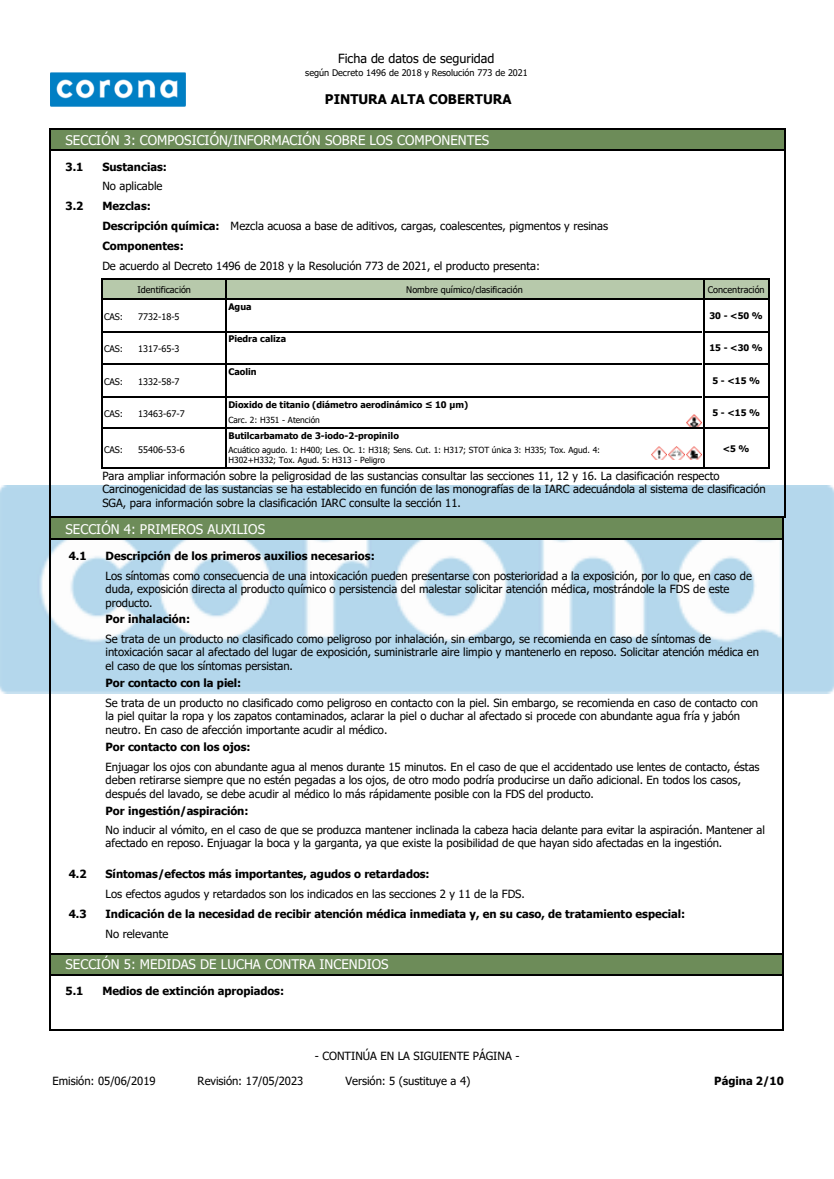 Ficha de datos de seguridad
según Decreto 1496 de 2018 y Resolución 773 de 2021
corona
PINTURA ALTA COBERTURA
SECCIÓN 3: COMPOSICIÓN/INFORMACIÓN SOBRE LOS COMPONENTES
3.1 Sustancias:
No aplicable
3.2 Mezclas:
Descripción química: Mezcla acuosa a base de aditivos, cargas, coalescentes, pigmentos y resinas
Componentes:
De acuerdo al Decreto 1496 de 2018 y la Resolución 773 de 2021, el producto presenta:
Identificación Nombre químico/clasificación Concentración
CAS: 7732-18-5 Agua 30 - <50 %
CAS: 1317-65-3 Piedra caliza 15 - <30 %
CAS: 1332-58-7 Caolin 5 - <15 %
CAS: 13463-67-7 Dioxido de titanio (diámetro aerodinámico ≤ 10 μm) 5 - <15 %
Carc. 2: H351 - Atención
CAS: 55406-53-6 Butilcarbamato de 3-iodo-2-propinilo <5 %
Acuático agudo. 1: H400; Les. Oc. 1: H318; Sens. Cut. 1: H317; STOT única 3: H335; Tox. Agud. 4:
H302+H332; Tox. Agud. 5: H313 - Peligro
Para ampliar información sobre la peligrosidad de las sustancias consultar las secciones 11, 12 y 16. La clasificación respecto
Carcinogenicidad de las sustancias se ha establecido en función de las monografías de la IARC adecuándola al sistema de clasificación
SGA, para información sobre la clasificación IARC consulte la sección 11.
SECCIÓN 4: PRIMEROS AUXILIOS
4.1 Descripción de los primeros auxilios necesarios:
Los síntomas como consecuencia de una intoxicación pueden presentarse con posterioridad a la exposición, por lo que, en caso de
duda, exposición directa al producto químico o persistencia del malestar solicitar atención médica, mostrándole la FDS de este
producto.
Por inhalación:
Se trata de un producto no clasificado como peligroso por inhalación, sin embargo, se recomienda en caso de síntomas de
intoxicación sacar al afectado del lugar de exposición, suministrarle aire limpio y mantenerlo en reposo. Solicitar atención médica en
el caso de que los síntomas persistan.
Por contacto con la piel:
Se trata de un producto no clasificado como peligroso en contacto con la piel. Sin embargo, se recomienda en caso de contacto con
la piel quitar la ropa y los zapatos contaminados, aclarar la piel o duchar al afectado si procede con abundante agua fría y jabón
neutro. En caso de afección importante acudir al médico.
Por contacto con los ojos:
Enjuagar los ojos con abundante agua al menos durante 15 minutos. En el caso de que el accidentado use lentes de contacto, éstas
deben retirarse siempre que no estén pegadas a los ojos, de otro modo podría producirse un daño adicional. En todos los casos,
después del lavado, se debe acudir al médico lo más rápidamente posible con la FDS del producto.
Por ingestión/aspiración:
No inducir al vómito, en el caso de que se produzca mantener inclinada la cabeza hacia delante para evitar la aspiración. Mantener al
afectado en reposo. Enjuagar la boca y la garganta, ya que existe la posibilidad de que hayan sido afectadas en la ingestión.
4.2 Síntomas/efectos más importantes, agudos o retardados:
Los efectos agudos y retardados son los indicados en las secciones 2 y 11 de la FDS.
4.3 Indicación de la necesidad de recibir atención médica inmediata y, en su caso, de tratamiento especial:
No relevante
corona
SECCIÓN 5: MEDIDAS DE LUCHA CONTRA INCENDIOS
5.1 Medios de extinción apropiados:
- CONTINÚA EN LA SIGUIENTE PÁGINA -
Emisión: 05/06/2019 Revisión: 17/05/2023 Versión: 5 (sustituye a 4) Página 2/10